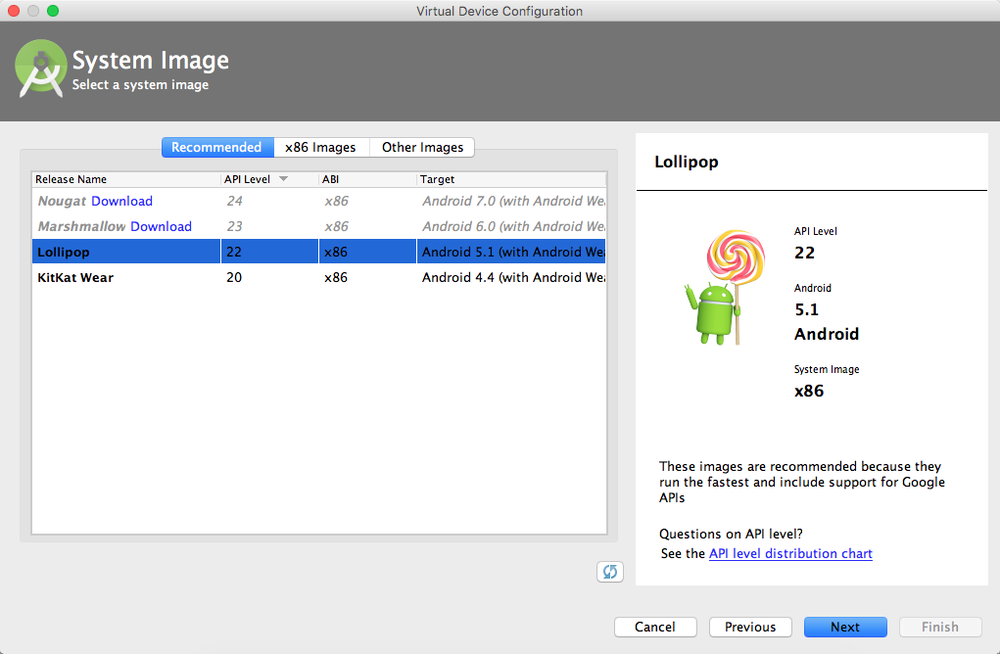 Virtual Device Configuration
System Image
Select a system image
Recommended x86 Images Other Images
Release Name API Level ABI Target
Nougat Download 24 x86 Android 7.0 (with Android We
Marshmallow Download 23 x86 Android 6.0 (with Android We
Lollipop 22 x86 Android 5.1 (with Android Wea
KitKat Wear 20 x86 Android 4.4 (with Android Wea
Lollipop
API Level
22
Android
5.1
Android
System Image
x86
These images are recommended because they
run the fastest and include support for Google
APIs
Questions on API level?
See the API level distribution chart
Cancel Previous Next Finish